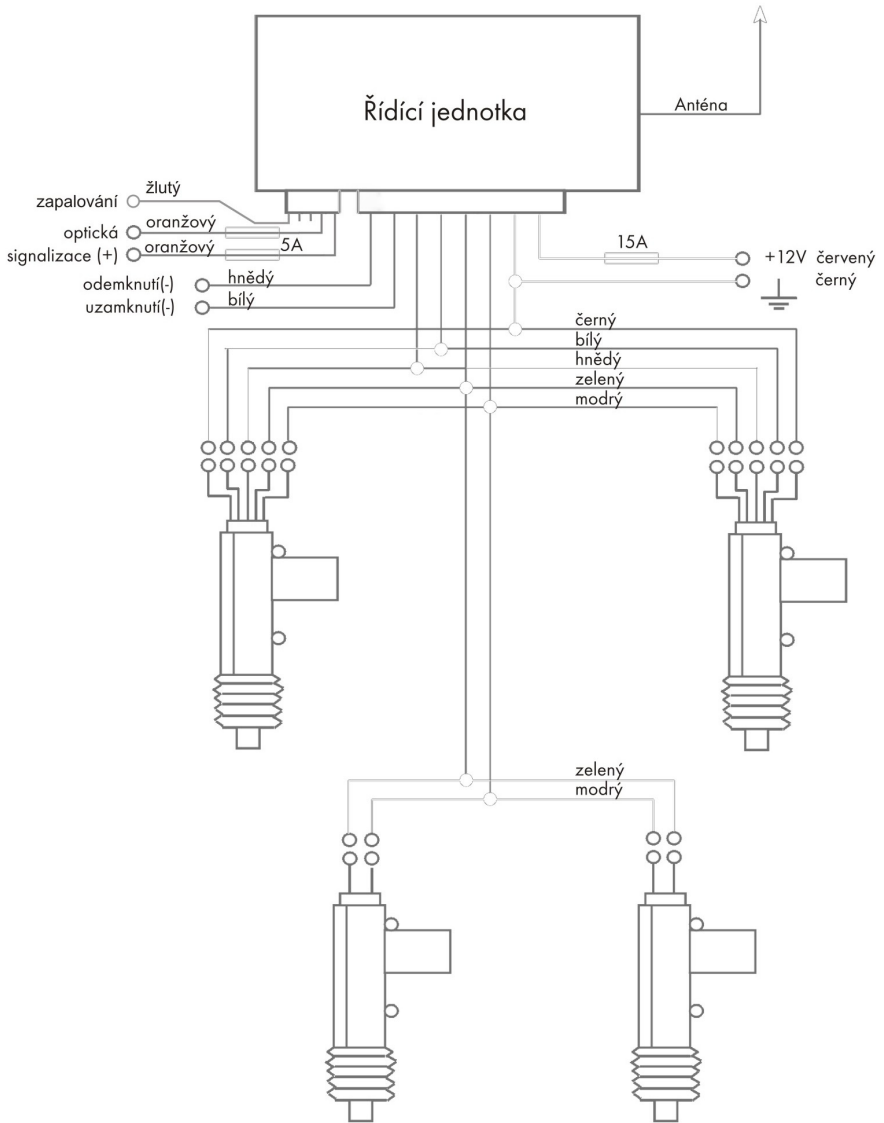 Řídící jednotka
Anténa
zapalování
žlutý
optická
signalizace (+)
oranžový
oranžový
5A
15A
+12V červený
černý
odemknutí(-)
hnědý
uzamknutí(-)
bílý
černý
bílý
hnědý
zelený
modrý
zelený
modrý